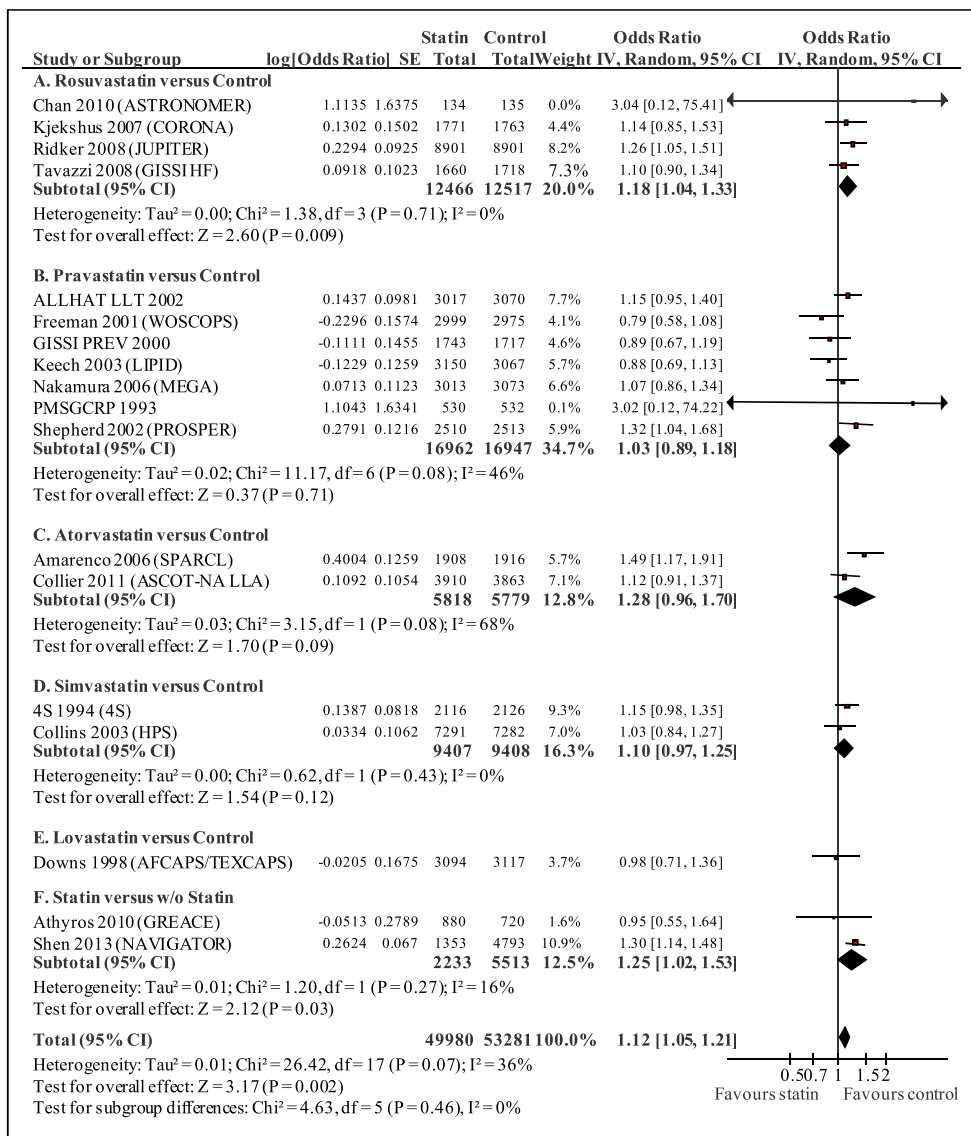 Statin Control Odds Ratio Odds Ratio
Study or Subgroup log[Odds Ratio] SE Total Total Weight IV, Random, 95% CI IV, Random, 95% CI
A. Rosuvastatin versus Control
Chan 2010 (ASTRONOMER) 1.1135 1.6375 134 135 0.0% 3.04 [0.12, 75.41]
Kjekshus 2007 (CORONA) 0.1302 0.1502 1771 1763 4.4% 1.14 [0.85, 1.53]
Ridker 2008 (JUPITER) 0.2294 0.0925 8901 8901 8.2% 1.26 [1.05, 1.51]
Tavazzi 2008 (GISSI HF) 0.0918 0.1023 1660 1718 7.3% 1.10 [0.90, 1.34]
Subtotal (95% CI) 12466 12517 20.0% 1.18 [1.04, 1.33]
Heterogeneity: Tau² = 0.00; Chi² = 1.38, df = 3 (P = 0.71); I² = 0%
Test for overall effect: Z = 2.60 (P = 0.009)
B. Pravastatin versus Control
ALLHAT LLT 2002 0.1437 0.0981 3017 3070 7.7% 1.15 [0.95, 1.40]
Freeman 2001 (WOSCOPS) -0.2296 0.1574 2999 2975 4.1% 0.79 [0.58, 1.08]
GISSI PREV 2000 -0.1111 0.1455 1743 1717 4.6% 0.89 [0.67, 1.19]
Keech 2003 (LIPID) -0.1229 0.1259 3150 3067 5.7% 0.88 [0.69, 1.13]
Nakamura 2006 (MEGA) 0.0713 0.1123 3013 3073 6.6% 1.07 [0.86, 1.34]
PMSGCRP 1993 1.1043 1.6341 530 532 0.1% 3.02 [0.12, 74.22]
Shepherd 2002 (PROSPER) 0.2791 0.1216 2510 2513 5.9% 1.32 [1.04, 1.68]
Subtotal (95% CI) 16962 16947 34.7% 1.03 [0.89, 1.18]
Heterogeneity: Tau² = 0.02; Chi² = 11.17, df = 6 (P = 0.08); I² = 46%
Test for overall effect: Z = 0.37 (P = 0.71)
C. Atorvastatin versus Control
Amarenco 2006 (SPARCL) 0.4004 0.1259 1908 1916 5.7% 1.49 [1.17, 1.91]
Collier 2011 (ASCOT-NA LLA) 0.1092 0.1054 3910 3863 7.1% 1.12 [0.91, 1.37]
Subtotal (95% CI) 5818 5779 12.8% 1.28 [0.96, 1.70]
Heterogeneity: Tau² = 0.03; Chi² = 3.15, df = 1 (P = 0.08); I² = 68%
Test for overall effect: Z = 1.70 (P = 0.09)
D. Simvastatin versus Control
4S 1994 (4S) 0.1387 0.0818 2116 2126 9.3% 1.15 [0.98, 1.35]
Collins 2003 (HPS) 0.0334 0.1062 7291 7282 7.0% 1.03 [0.84, 1.27]
Subtotal (95% CI) 9407 9408 16.3% 1.10 [0.97, 1.25]
Heterogeneity: Tau² = 0.00; Chi² = 0.62, df = 1 (P = 0.43); I² = 0%
Test for overall effect: Z = 1.54 (P = 0.12)
E. Lovastatin versus Control
Downs 1998 (AFCAPS/TEXCAPS) -0.0205 0.1675 3094 3117 3.7% 0.98 [0.71, 1.36]
F. Statin versus w/o Statin
Athyros 2010 (GREACE) -0.0513 0.2789 880 720 1.6% 0.95 [0.55, 1.64]
Shen 2013 (NAVIGATOR) 0.2624 0.067 1353 4793 10.9% 1.30 [1.14, 1.48]
Subtotal (95% CI) 2233 5513 12.5% 1.25 [1.02, 1.53]
Heterogeneity: Tau² = 0.01; Chi² = 1.20, df = 1 (P = 0.27); I² = 16%
Test for overall effect: Z = 2.12 (P = 0.03)
Total (95% CI) 49980 53281 100.0% 1.12 [1.05, 1.21]
Heterogeneity: Tau² = 0.01; Chi² = 26.42, df = 17 (P = 0.07); I² = 36%
0.5 0.7 1 1.5 2
Test for overall effect: Z = 3.17 (P = 0.002)
Favours statin Favours control
Test for subgroup differences: Chi² = 4.63, df = 5 (P = 0.46), I² = 0%